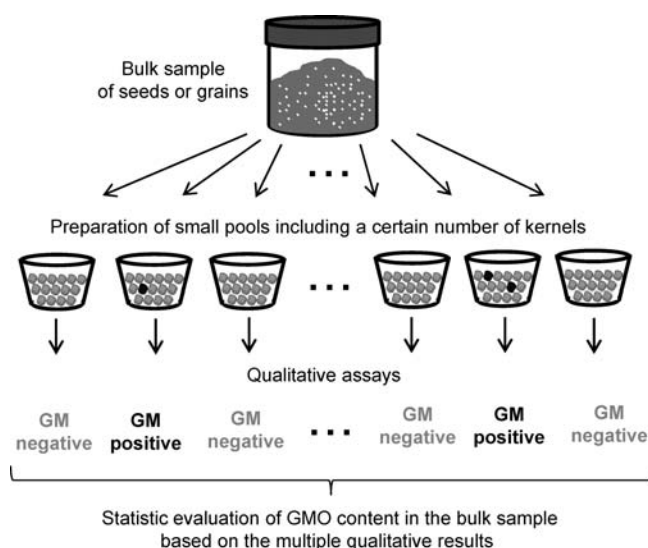 Bulk sample
of seeds or grains
...
Preparation of small pools including a certain number of kernels
...
Qualitative assays
GM negative GM positive GM negative ... GM negative GM positive GM negative
Statistic evaluation of GMO content in the bulk sample
based on the multiple qualitative results